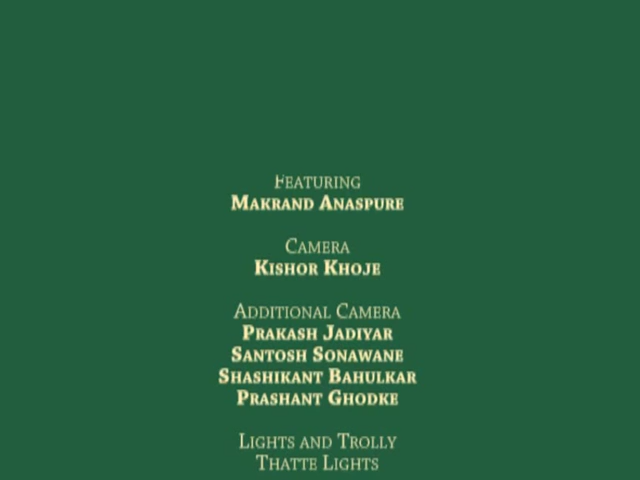 Featuring
Makrand Anaspure
Camera
Kishor Khoje
Additional Camera
Prakash Jadiyar
Santosh Sonawane
Shashikant Bahulkar
Prashant Ghodke
Lights and Trolly
Thatte Lights